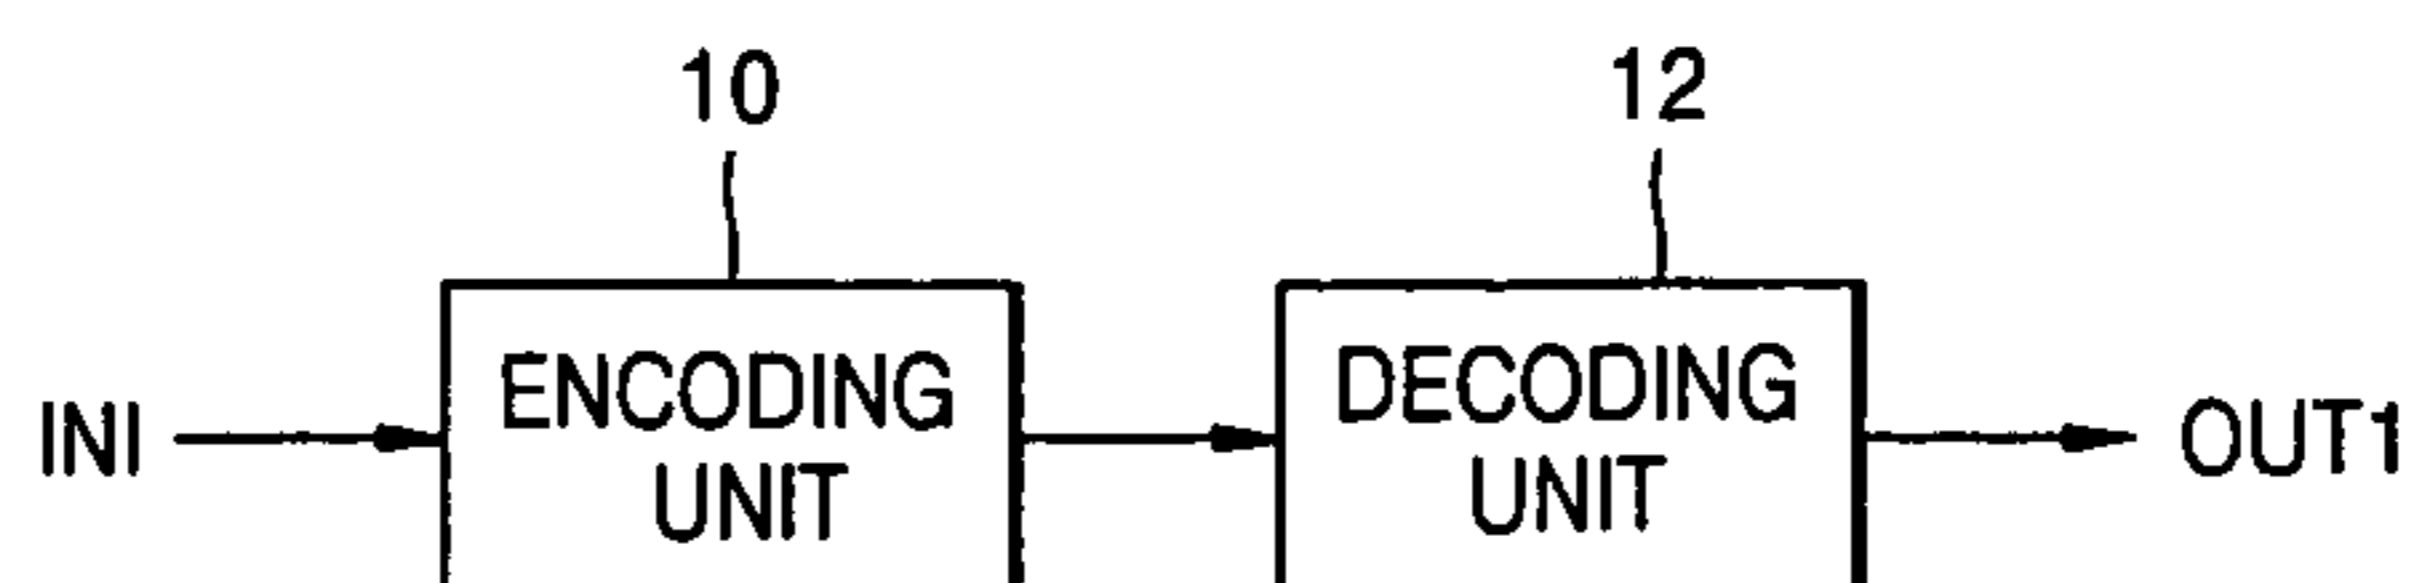 10
12
INI
ENCODING
UNIT
DECODING
UNIT
OUT1